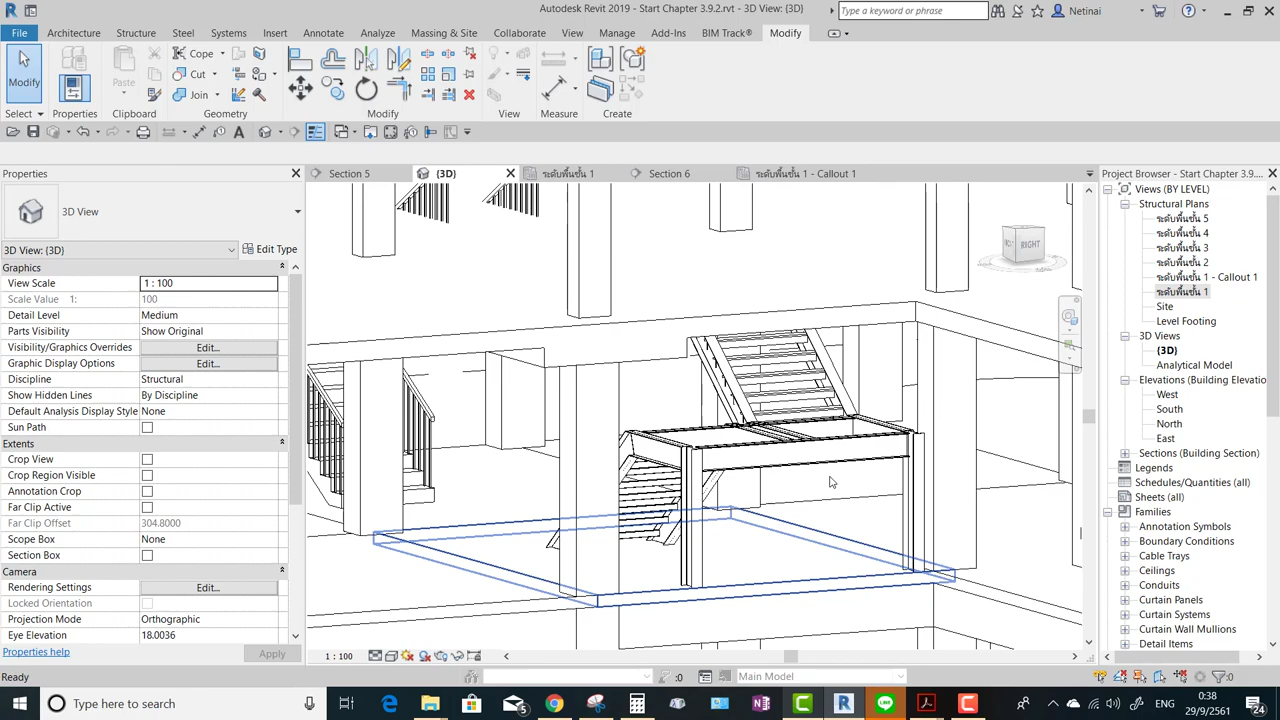 Autodesk Revit 2019 - Start Chapter 3.9.2.rvt - 3D View: {3D}
Type a keyword or phrase
Netinai
File Architecture Structure Steel Systems Insert Annotate Analyze Massing & Site Collaborate View Manage Add-Ins BIM Track® Modify
Modify
Paste
Cope
Cut
Join
Select Properties Clipboard Geometry Modify View Measure Create
Properties
Section 5
{3D}
ระดับพื้นชั้น 1
Section 6
ระดับพื้นชั้น 1 - Callout 1
Project Browser - Start Chapter 3.9....
3D View
3D View: {3D}
Edit Type
Graphics
View Scale 1 : 100
Scale Value 1: 100
Detail Level Medium
Parts Visibility Show Original
Visibility/Graphics Overrides Edit...
Graphic Display Options Edit...
Discipline Structural
Show Hidden Lines By Discipline
Default Analysis Display Style None
Sun Path
Extents
Crop View
Crop Region Visible
Annotation Crop
Far Clip Active
Far Clip Offset 304.8000
Scope Box None
Section Box
Camera
Rendering Settings Edit...
Locked Orientation
Projection Mode Orthographic
Eye Elevation 18.0036
Properties help
Apply
RIGHT
Views (BY LEVEL)
Structural Plans
ระดับพื้นชั้น 5
ระดับพื้นชั้น 4
ระดับพื้นชั้น 3
ระดับพื้นชั้น 2
ระดับพื้นชั้น 1 - Callout 1
ระดับพื้นชั้น 1
Site
Level Footing
3D Views
{3D}
Analytical Model
Elevations (Building Elevatio
West
South
North
East
Sections (Building Section)
Legends
Schedules/Quantities (all)
Sheets (all)
Families
Annotation Symbols
Boundary Conditions
Cable Trays
Ceilings
Conduits
Curtain Panels
Curtain Systems
Curtain Wall Mullions
Detail Items
1 : 100
Ready
:0
Main Model
:0
Type here to search
5
LINE
ENG
0:38
29/9/2561